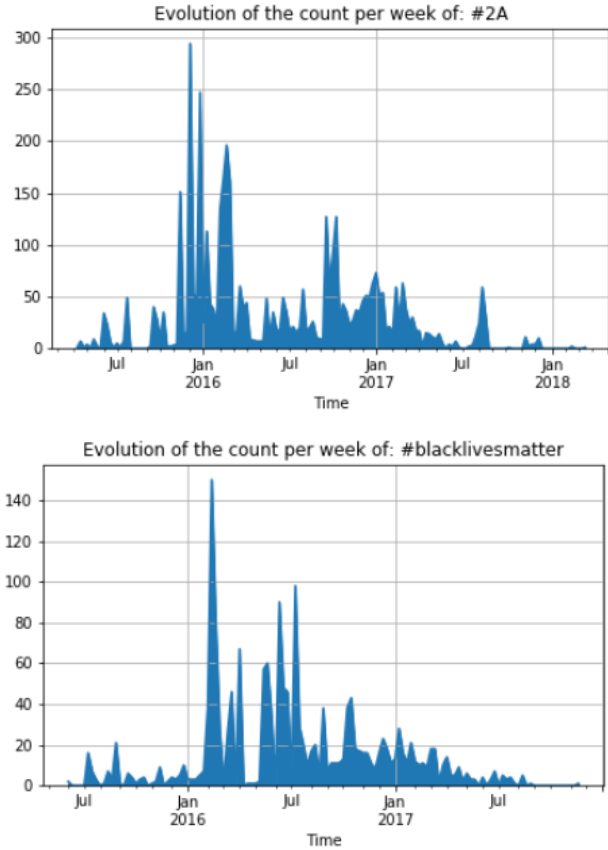 Evolution of the count per week of: #2A
300
250
200
150
100
50
0
Jul Jan Jul Jan Jul Jan
2016 2017 2018
Time
Evolution of the count per week of: #blacklivesmatter
140
120
100
80
60
40
20
0
Jul Jan Jul Jan Jul
2016 2017
Time